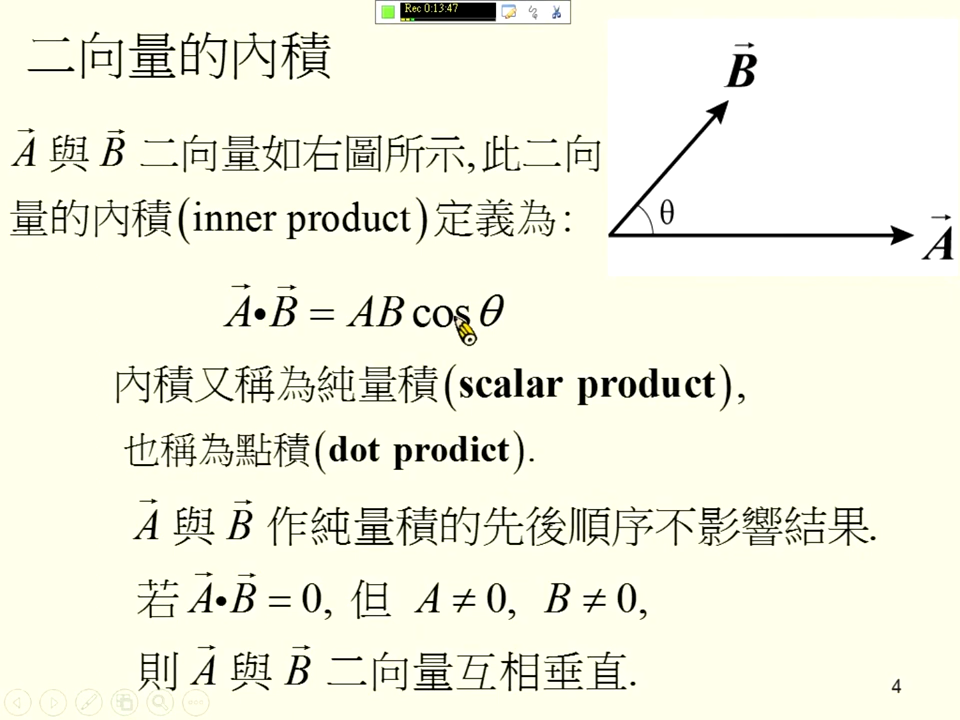 Rec 0:13:47
二向量的內積
B⃗
A⃗ 與 B⃗ 二向量如右圖所示,此二向
量的內積(inner product)定義為:
θ
A⃗
A⃗•B⃗ = AB cos θ
內積又稱為純量積(scalar product),
也稱為點積(dot prodict).
A⃗ 與 B⃗ 作純量積的先後順序不影響結果.
若 A⃗•B⃗ = 0, 但 A ≠ 0, B ≠ 0,
則 A⃗ 與 B⃗ 二向量互相垂直.
4